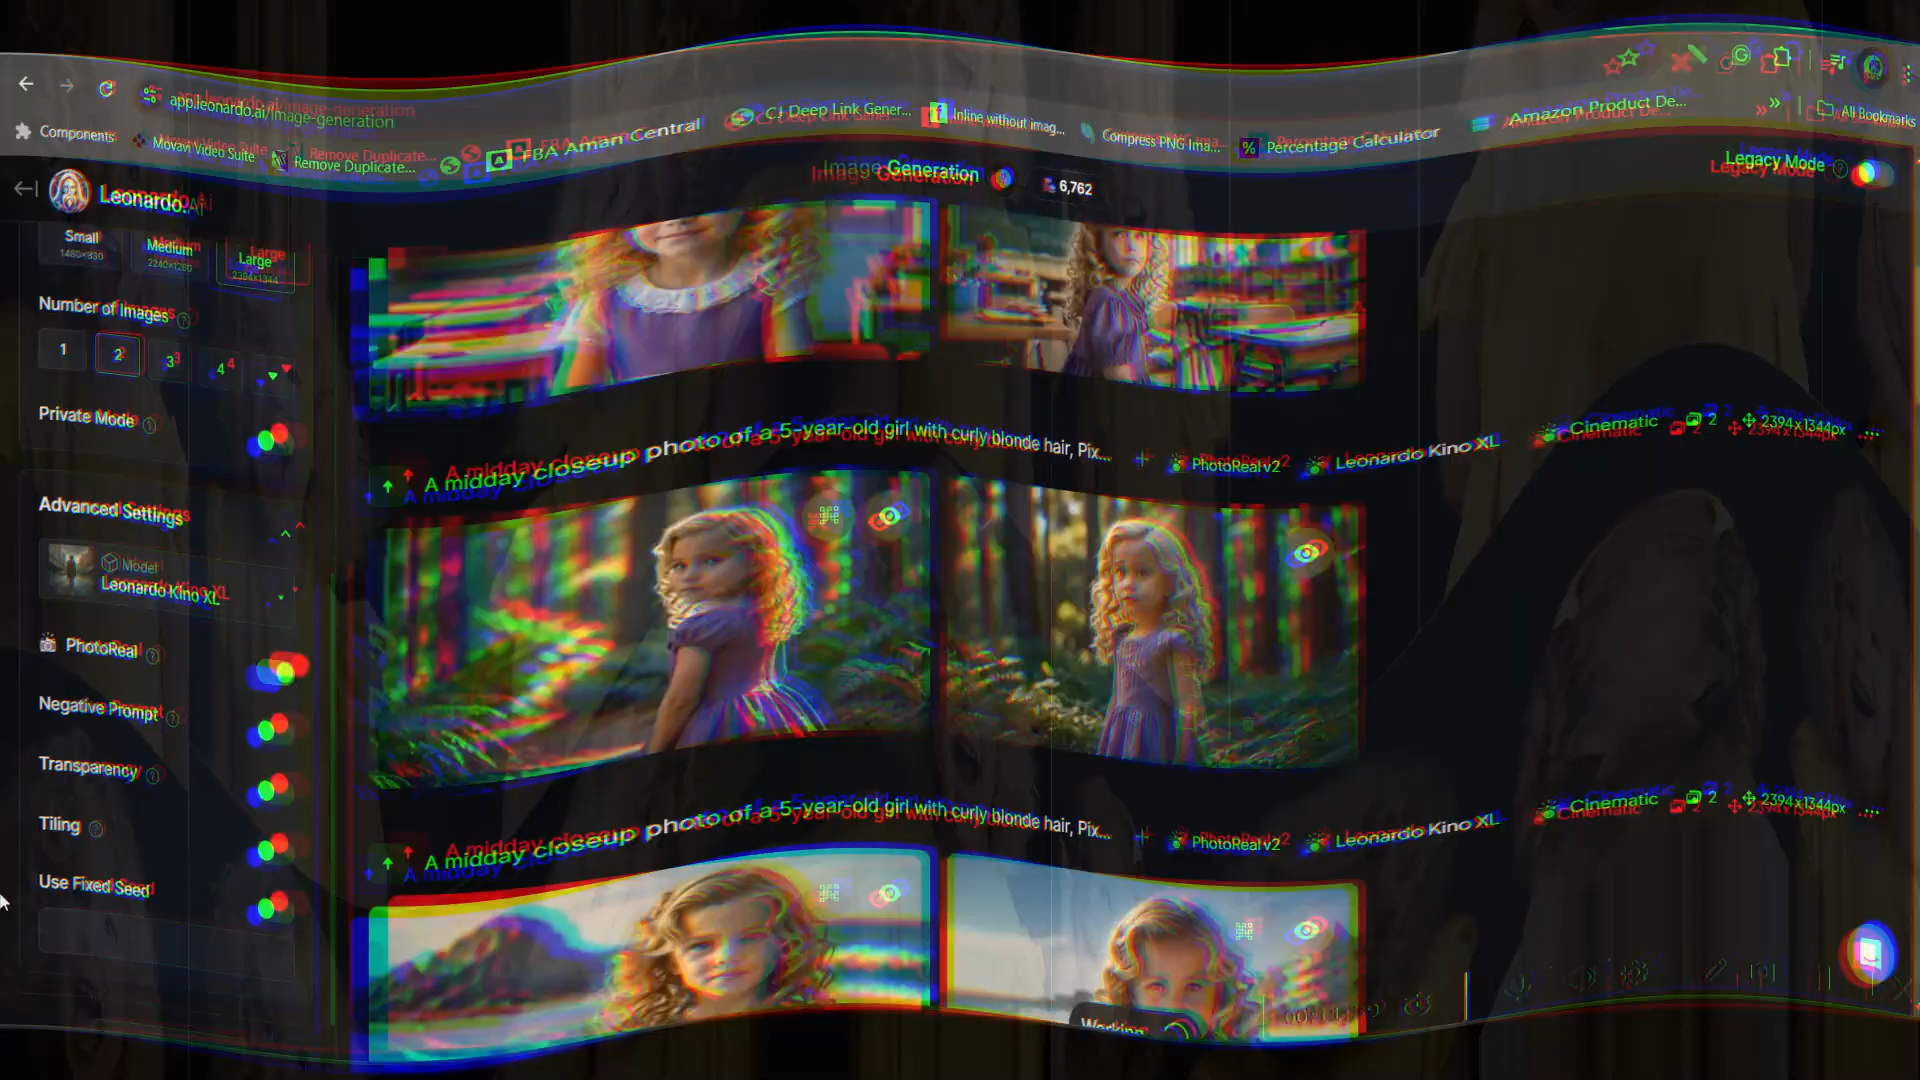 app.leonardo.ai/image-generation
Components
Movavi Video Suite
Remove Duplicate...
FBA Aman Central
CJ Deep Link Gener...
Inline without imag...
Compress PNG Ima...
Percentage Calculator
Amazon Product De...
All Bookmarks
Leonardo.Ai
Image Generation
6,762
Legacy Mode
Small
1480×830
Medium
2240×1260
Large
2394×1344
Number of Images
1
2
3
4
Private Mode
Advanced Settings
Model
Leonardo Kino XL
PhotoReal
Negative Prompt
Transparency
Tiling
Use Fixed Seed
A midday closeup photo of a 5-year-old girl with curly blonde hair, Pix...
PhotoReal v2
Leonardo Kino XL
Cinematic
2
2394x1344px
A midday closeup photo of a 5-year-old girl with curly blonde hair, Pix...
PhotoReal v2
Leonardo Kino XL
Cinematic
2
2394x1344px
Working